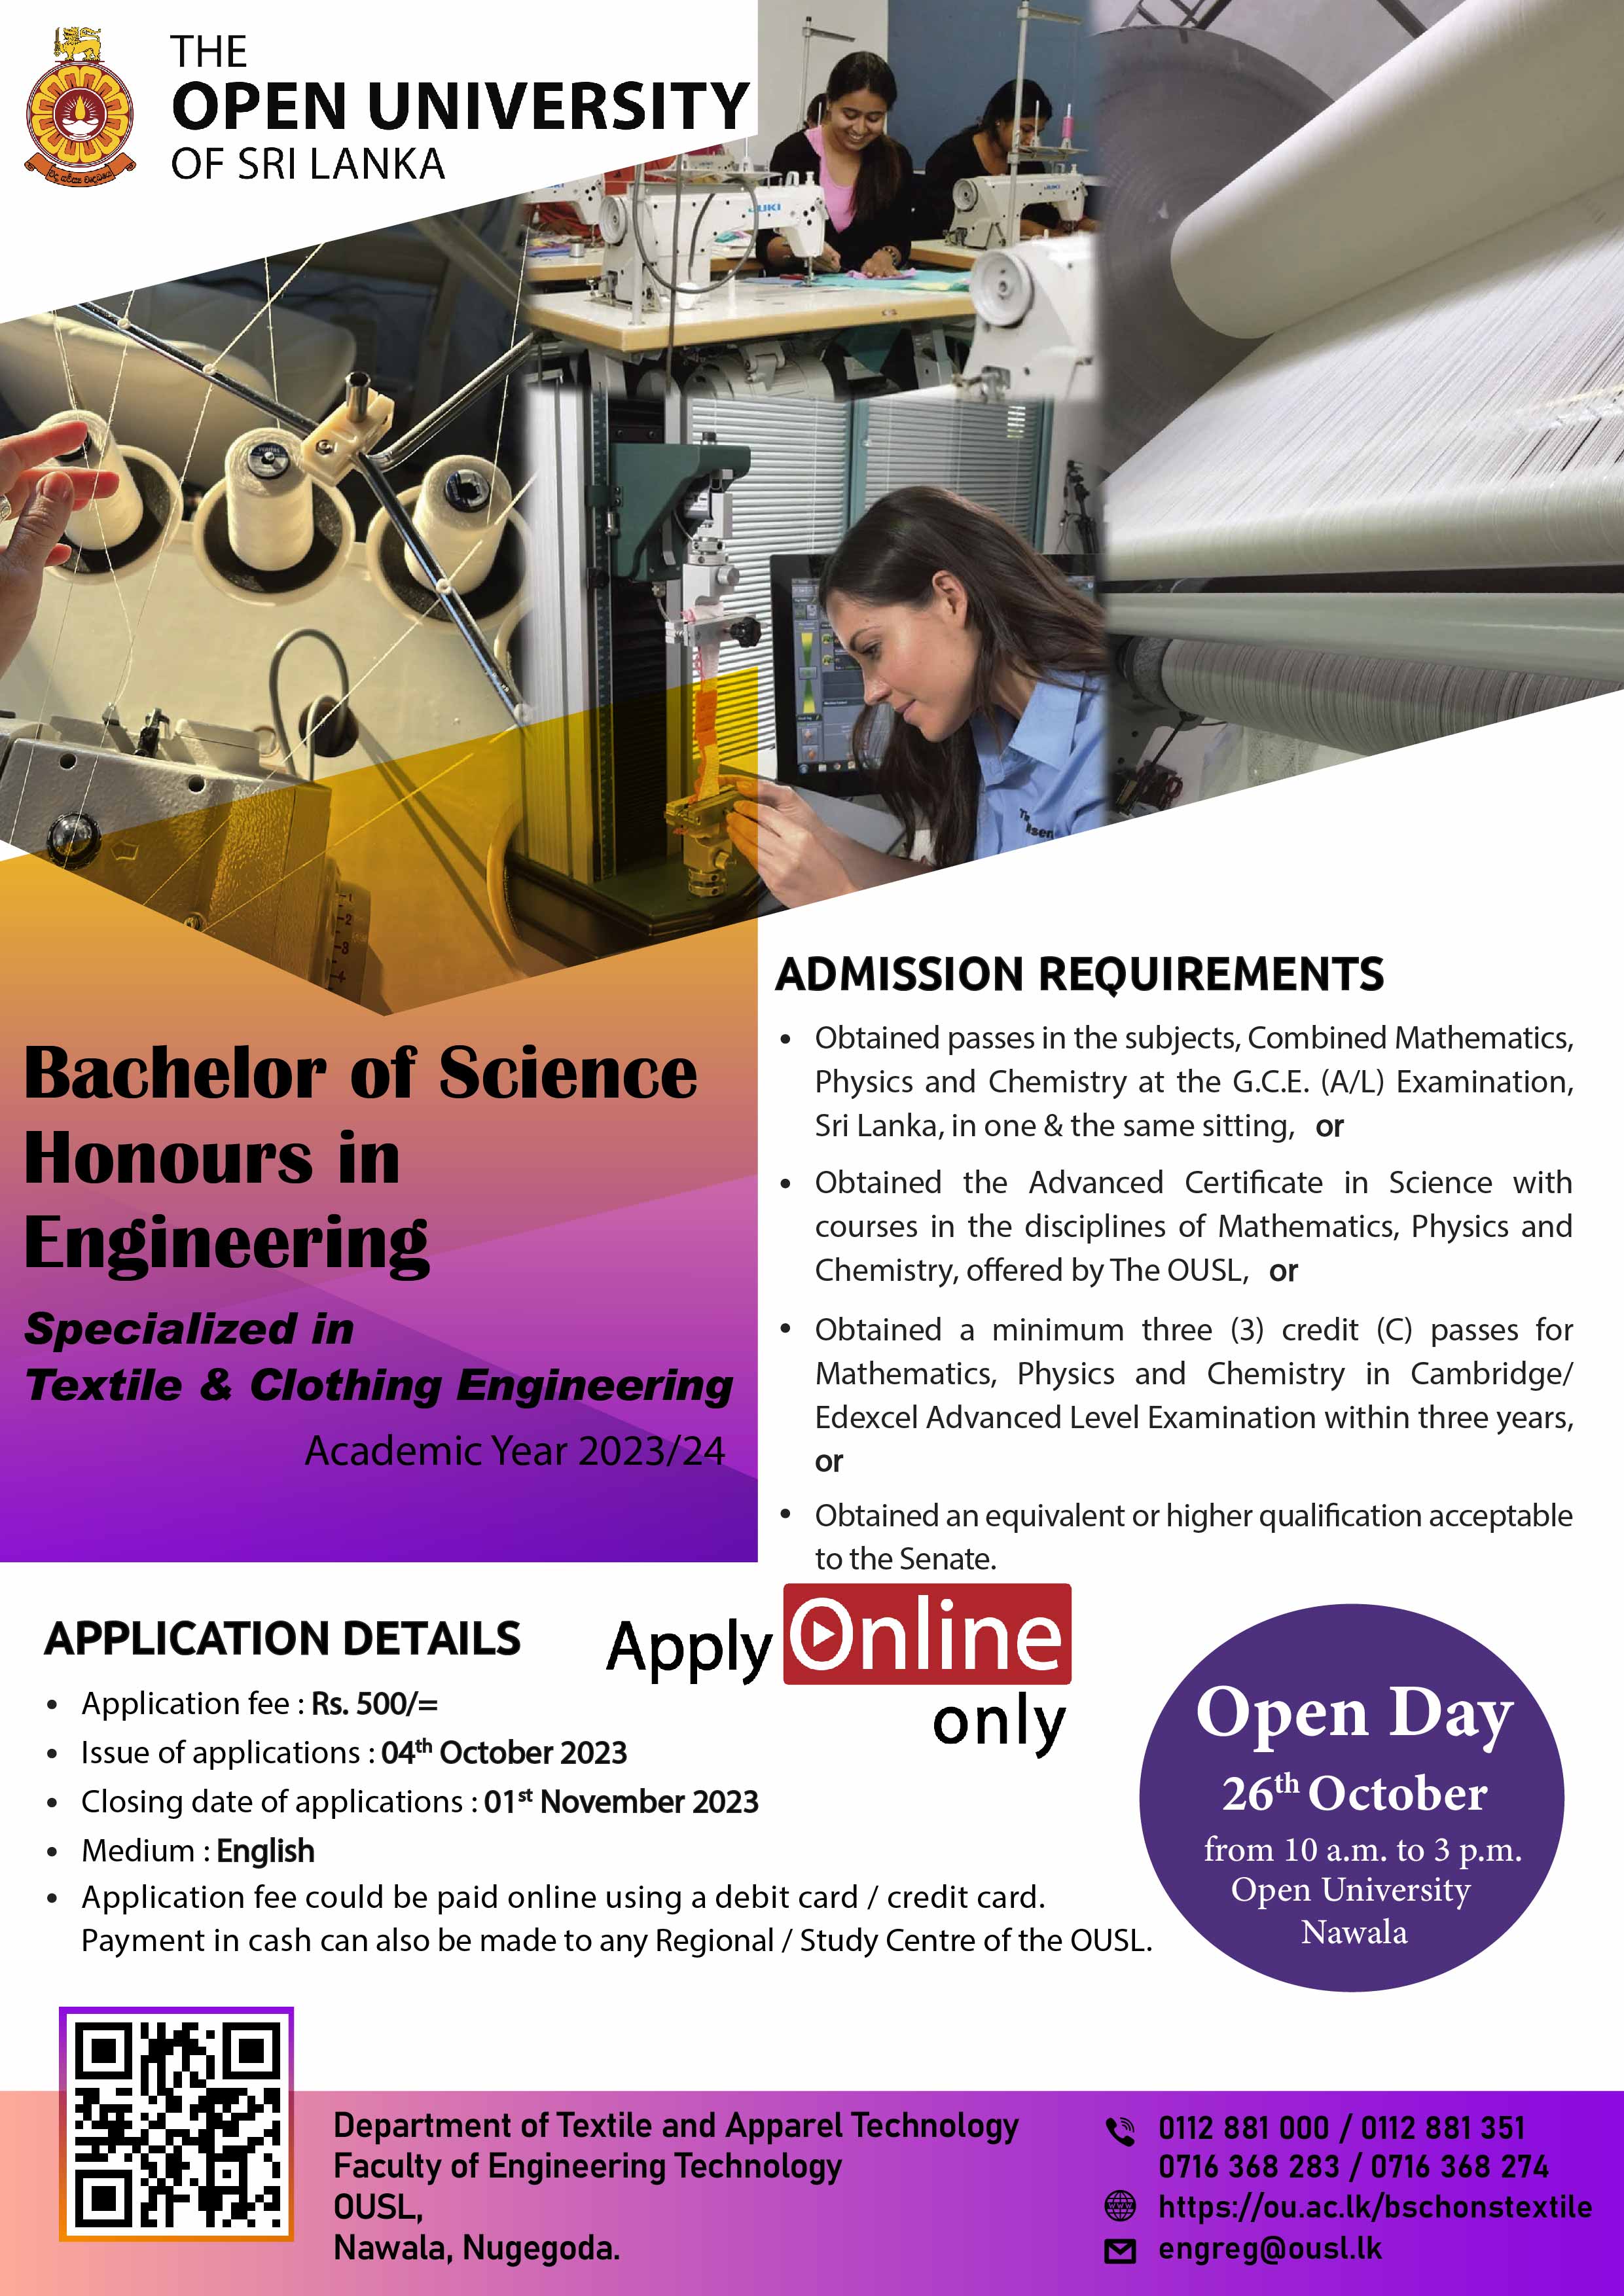 THE
OPEN UNIVERSITY
OF SRI LANKA
JUKI
JUKI
Bachelor of Science
Honours in
Engineering
Specialized in
Textile & Clothing Engineering
Academic Year 2023/24
ADMISSION REQUIREMENTS
• Obtained passes in the subjects, Combined Mathematics,
Physics and Chemistry at the G.C.E. (A/L) Examination,
Sri Lanka, in one & the same sitting, or
• Obtained the Advanced Certificate in Science with
courses in the disciplines of Mathematics, Physics and
Chemistry, offered by The OUSL, or
• Obtained a minimum three (3) credit (C) passes for
Mathematics, Physics and Chemistry in Cambridge/
Edexcel Advanced Level Examination within three years,
or
• Obtained an equivalent or higher qualification acceptable
to the Senate.
APPLICATION DETAILS
• Application fee : Rs. 500/=
• Issue of applications : 04th October 2023
• Closing date of applications : 01st November 2023
• Medium : English
• Application fee could be paid online using a debit card / credit card.
Payment in cash can also be made to any Regional / Study Centre of the OUSL.
Apply Online
only
Open Day
26th October
from 10 a.m. to 3 p.m.
Open University
Nawala
Department of Textile and Apparel Technology
Faculty of Engineering Technology
OUSL,
Nawala, Nugegoda.
0112 881 000 / 0112 881 351
0716 368 283 / 0716 368 274
https://ou.ac.lk/bschonstextile
engreg@ousl.lk